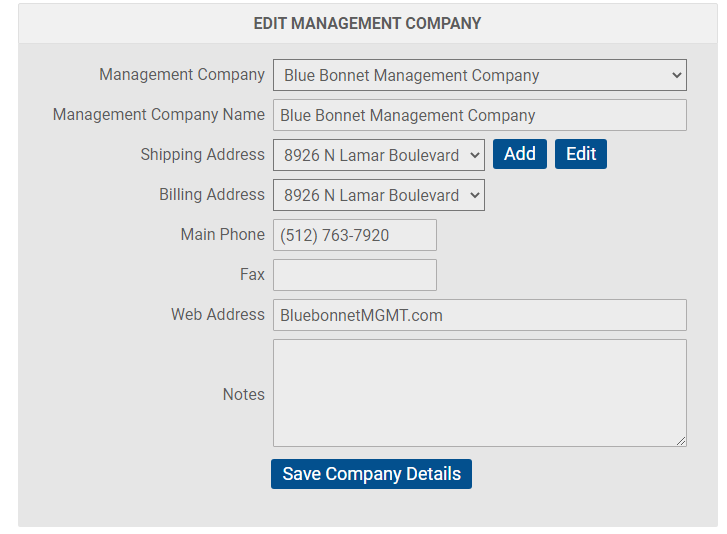 EDIT MANAGEMENT COMPANY
Management Company Blue Bonnet Management Company
Management Company Name Blue Bonnet Management Company
Shipping Address 8926 N Lamar Boulevard Add Edit
Billing Address 8926 N Lamar Boulevard
Main Phone (512) 763-7920
Fax
Web Address BluebonnetMGMT.com
Notes
Save Company Details